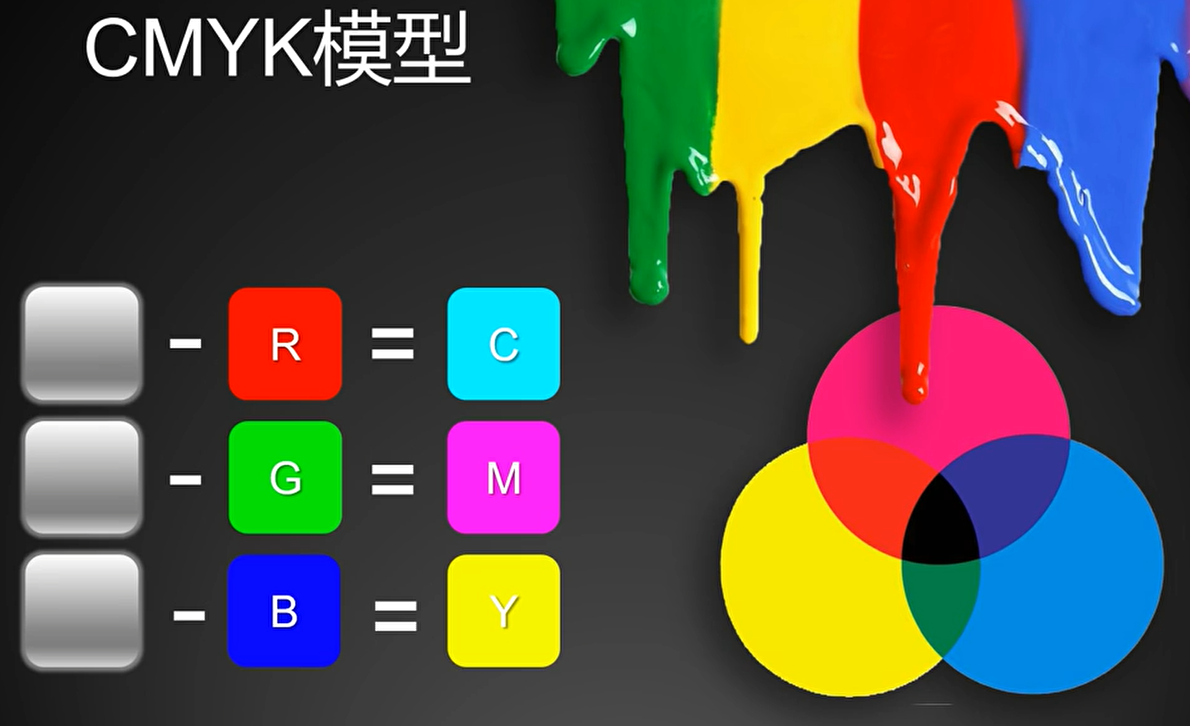 CMYK模型
- R = C
- G = M
- B = Y